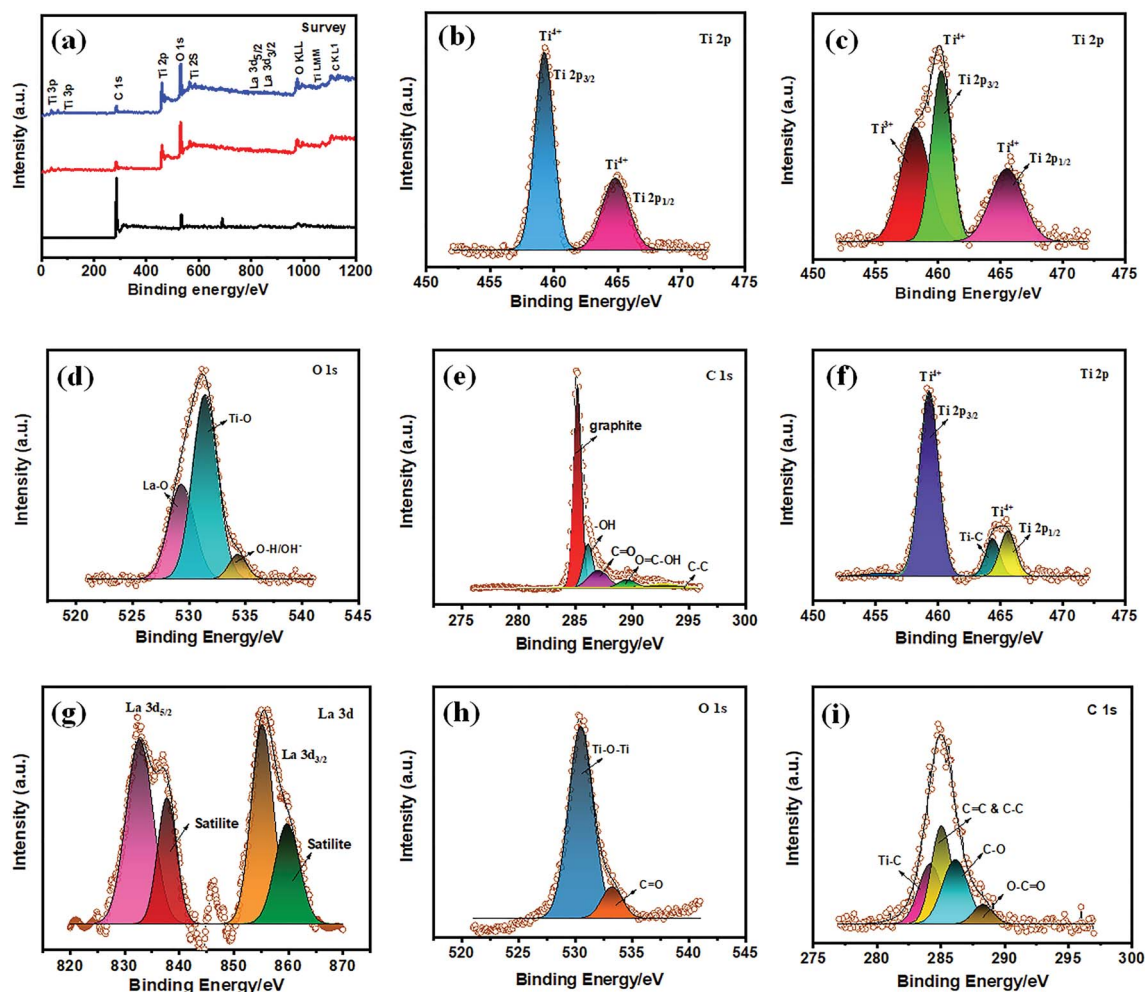 (a)
Survey
Ti 3p
Ti 3p
C 1s
Ti 2p
O 1s
Ti 2S
La 3d5/2
La 3d3/2
O KLL
Ti LMM
C KL1
Intensity (a.u.)
0 200 400 600 800 1000 1200
Binding energy/eV
(b)
Ti 2p
Ti4+
Ti 2p3/2
Ti4+
Ti 2p1/2
Intensity (a.u.)
450 455 460 465 470 475
Binding Energy/eV
(c)
Ti 2p
Ti4+
Ti 2p3/2
Ti3+
Ti4+
Ti 2p1/2
Intensity (a.u.)
450 455 460 465 470 475
Binding Energy/eV
(d)
O 1s
Ti-O
La-O
O-H/OH-
Intensity (a.u.)
520 525 530 535 540 545
Binding Energy/eV
(e)
C 1s
graphite
-OH
C=O
O=C-OH
C-C
Intensity (a.u.)
275 280 285 290 295 300
Binding Energy/eV
(f)
Ti 2p
Ti4+
Ti 2p3/2
Ti4+
Ti-C
Ti 2p1/2
Intensity (a.u.)
450 455 460 465 470 475
Binding Energy/eV
(g)
La 3d5/2
La 3d
La 3d3/2
Satilite
Satilite
Intensity (a.u.)
820 830 840 850 860 870
Binding Energy/eV
(h)
O 1s
Ti-O-Ti
C=O
Intensity (a.u.)
520 525 530 535 540 545
Binding Energy/eV
(i)
C 1s
C=C & C-C
Ti-C
C-O
O-C=O
Intensity (a.u.)
275 280 285 290 295 300
Binding Energy/eV